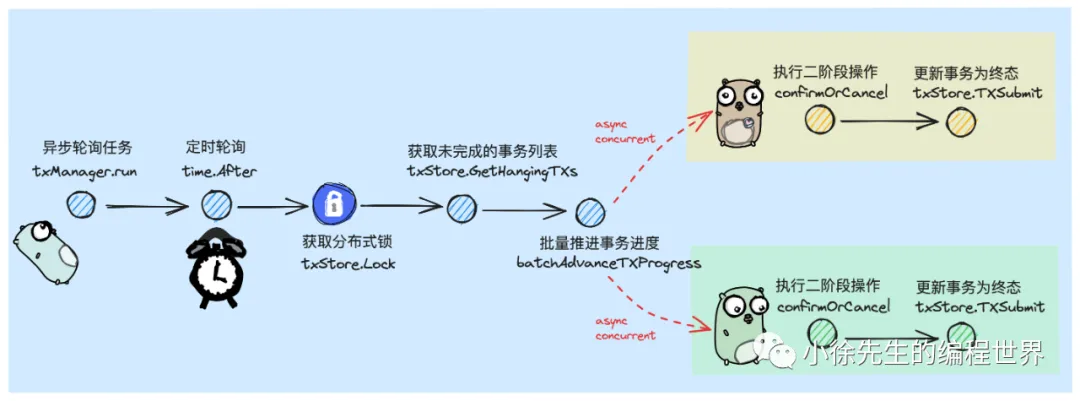 异步轮询任务
txManager.run
定时轮询
time.After
获取分布式锁
txStore.Lock
获取未完成的事务列表
txStore.GetHangingTXs
批量推进事务进度
batchAdvanceTXProgress
async
concurrent
执行二阶段操作
confirmOrCancel
更新事务为终态
txStore.TXSubmit
async
concurrent
执行二阶段操作
confirmOrCancel
更新事务为终态
txStore.TXSubmit
小徐先生的编程世界